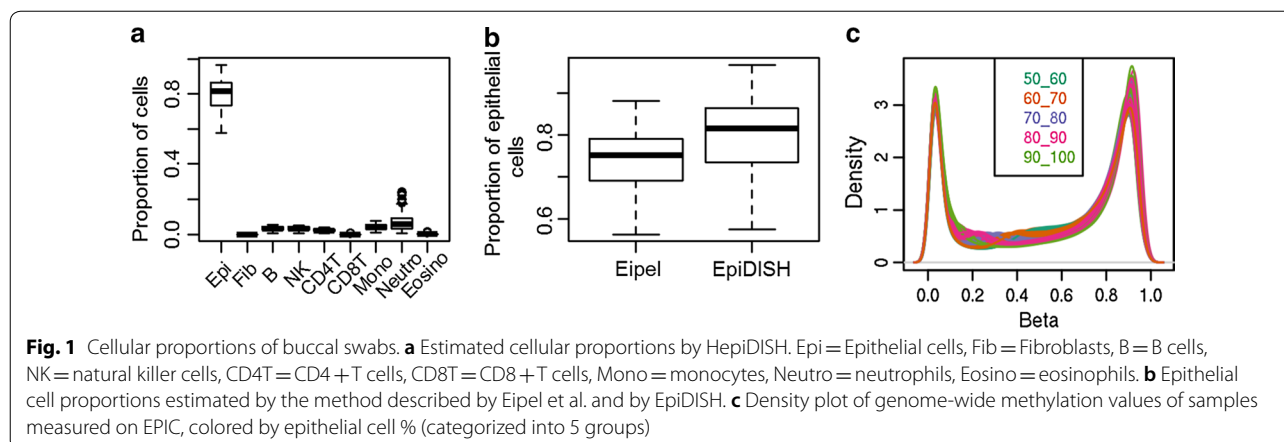 a
Proportion of cells
0.8
0.4
0.0
Epi
Fib
B
NK
CD4T
CD8T
Mono
Neutro
Eosino
b
Proportion of epithelial
cells
0.8
0.6
Eipel
EpiDISH
c
Density
3
2
1
0
50_60
60_70
70_80
80_90
90_100
0.0 0.2 0.4 0.6 0.8 1.0
Beta
Fig. 1 Cellular proportions of buccal swabs. a Estimated cellular proportions by HepiDISH. Epi = Epithelial cells, Fib = Fibroblasts, B = B cells,
NK = natural killer cells, CD4T = CD4 + T cells, CD8T = CD8 + T cells, Mono = monocytes, Neutro = neutrophils, Eosino = eosinophils. b Epithelial
cell proportions estimated by the method described by Eipel et al. and by EpiDISH. c Density plot of genome-wide methylation values of samples
measured on EPIC, colored by epithelial cell % (categorized into 5 groups)